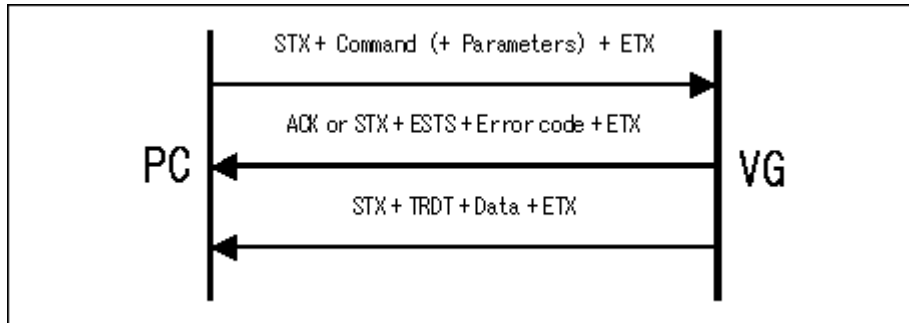 STX + Command (+ Parameters) + ETX
ACK or STX + ESTS + Error code + ETX
PC
VG
STX + TRDT + Data + ETX